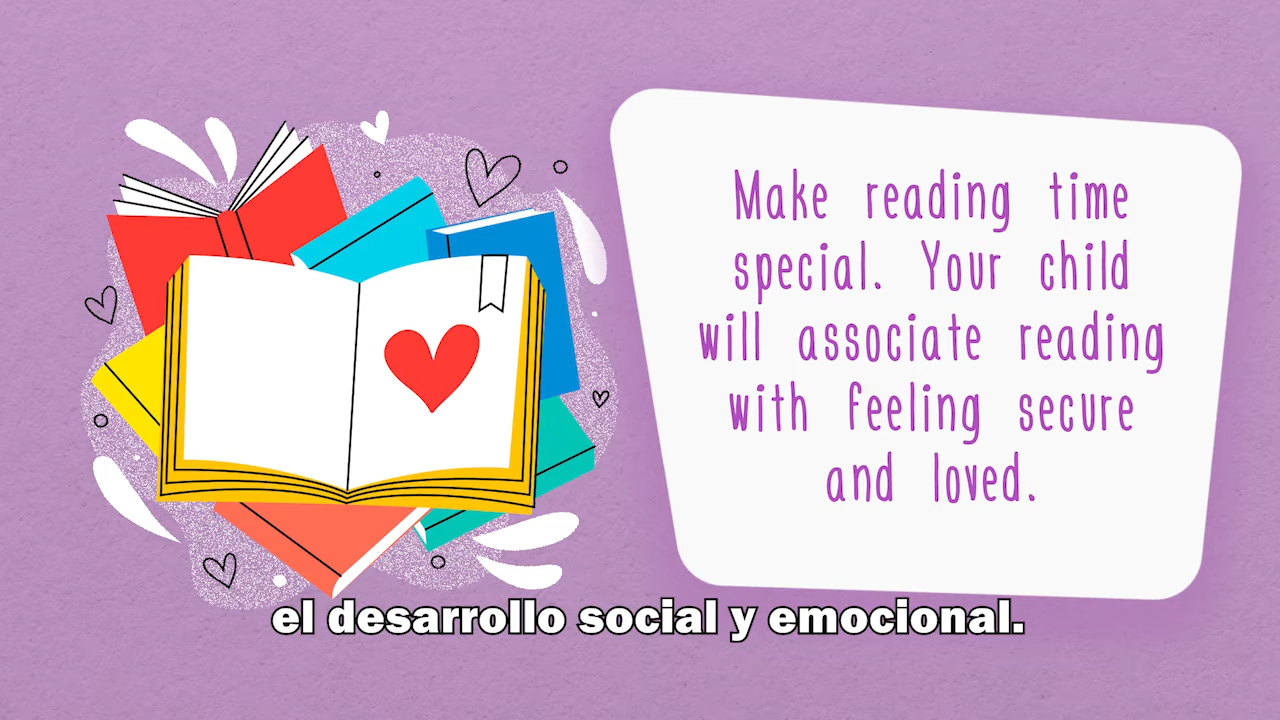 Make reading time
special. Your child
will associate reading
with feeling secure
and loved.
el desarrollo social y emocional.